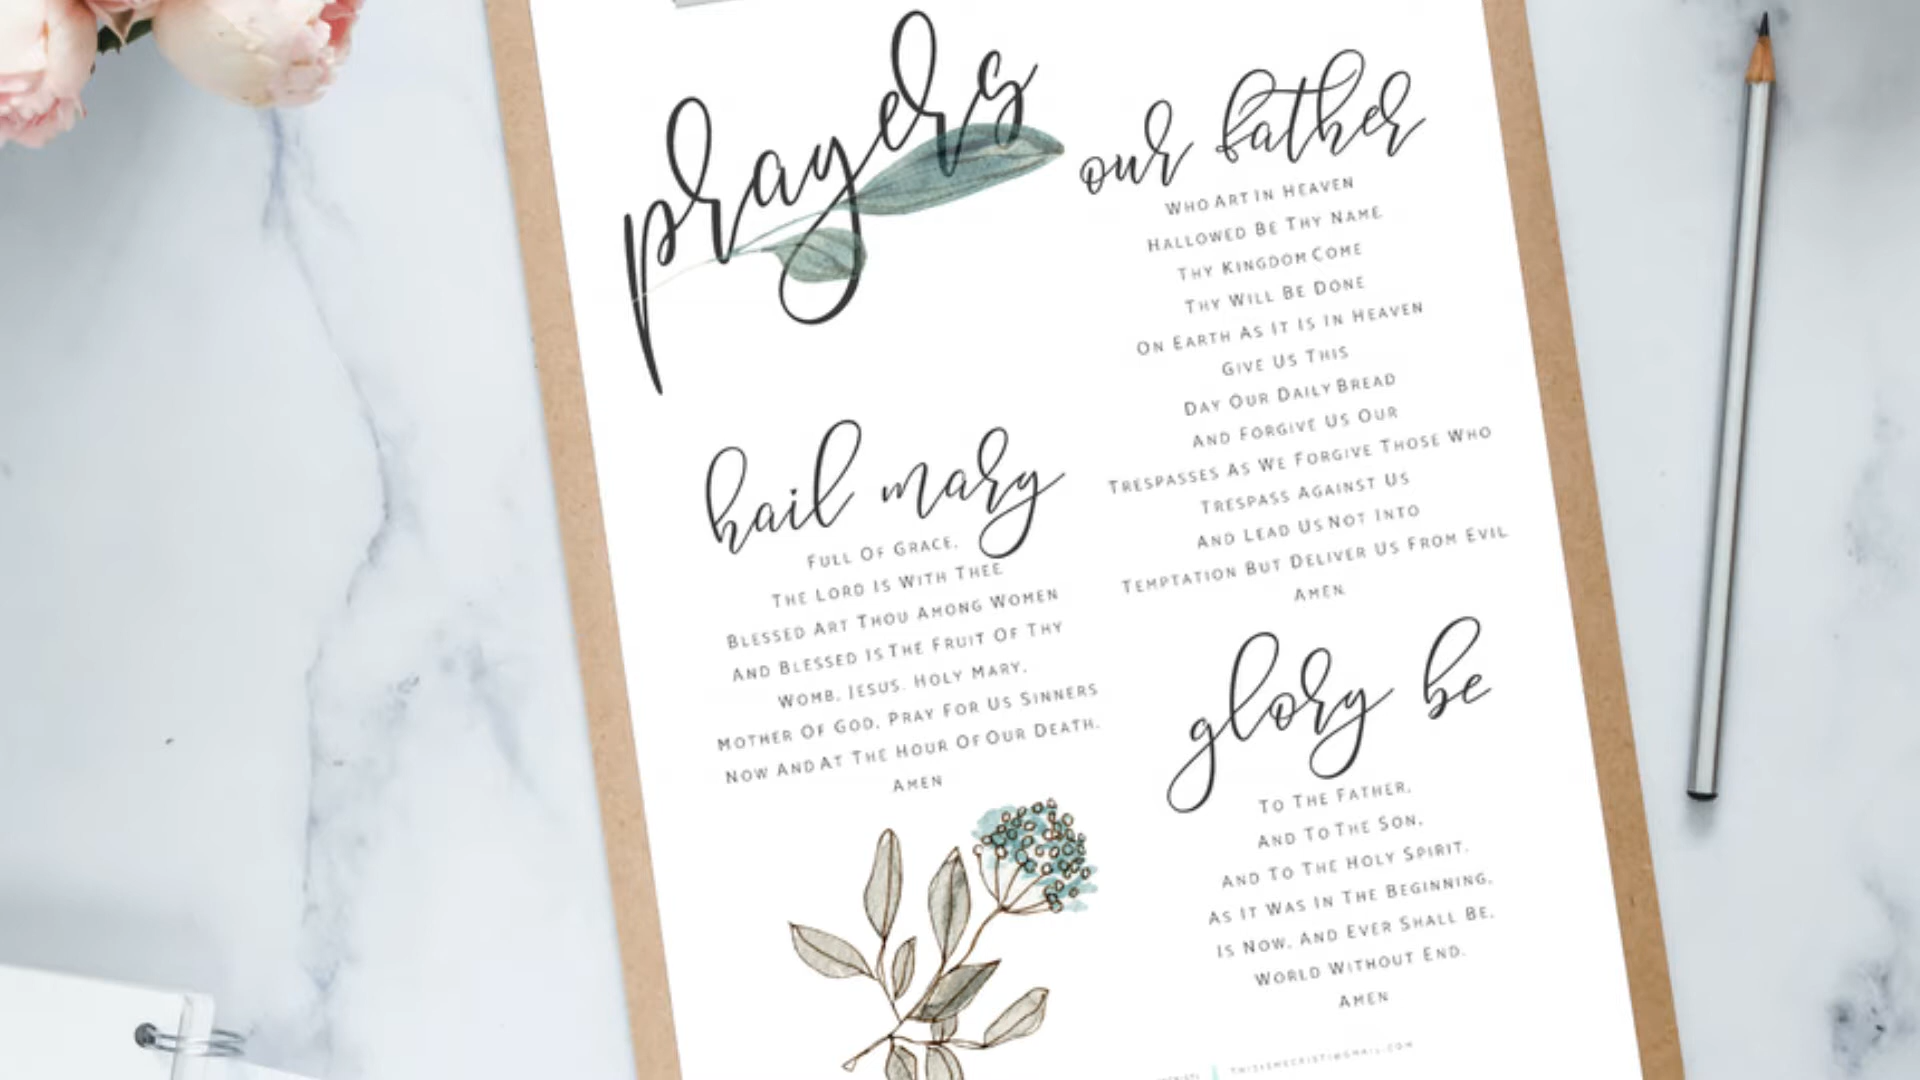 prayers
our father
Who Art In Heaven
Hallowed Be Thy Name
Thy Kingdom Come
Thy Will Be Done
On Earth As It Is In Heaven
Give Us This
Day Our Daily Bread
And Forgive Us Our
Trespasses As We Forgive Those Who
Trespass Against Us
And Lead Us Not Into
Temptation But Deliver Us From Evil
Amen
hail mary
Full Of Grace,
The Lord Is With Thee
Blessed Art Thou Among Women
And Blessed Is The Fruit Of Thy
Womb, Jesus. Holy Mary,
Mother Of God, Pray For Us Sinners
Now And At The Hour Of Our Death.
Amen
glory be
To The Father,
And To The Son,
And To The Holy Spirit.
As It Was In The Beginning,
Is Now, And Ever Shall Be,
World Without End.
Amen